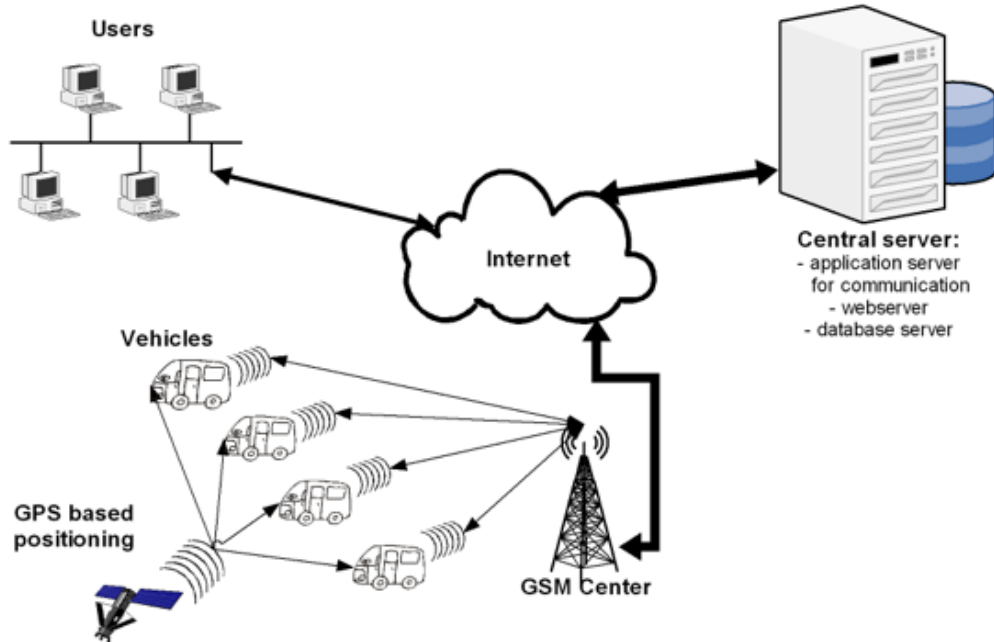 Users
Internet
Central server:
- application server
for communication
- webserver
- database server
Vehicles
GPS based
positioning
GSM Center